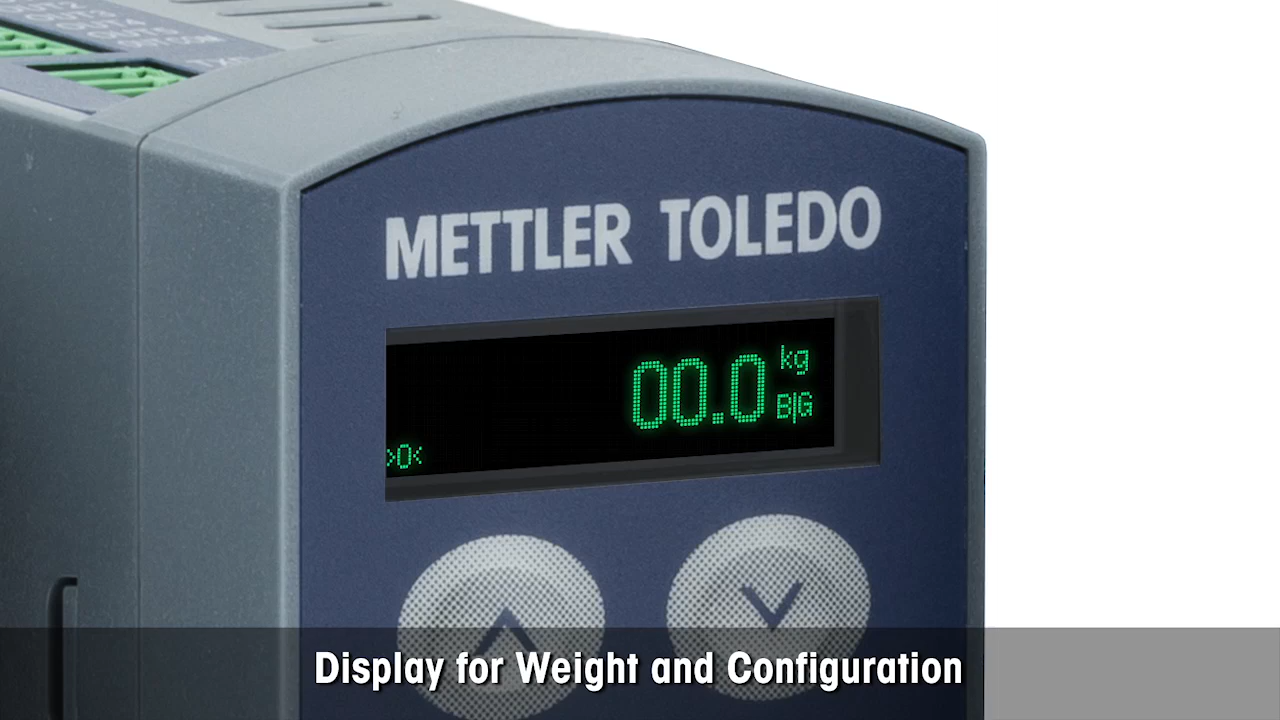 METTLER TOLEDO
00.0 kg
B|G
>0<
Display for Weight and Configuration